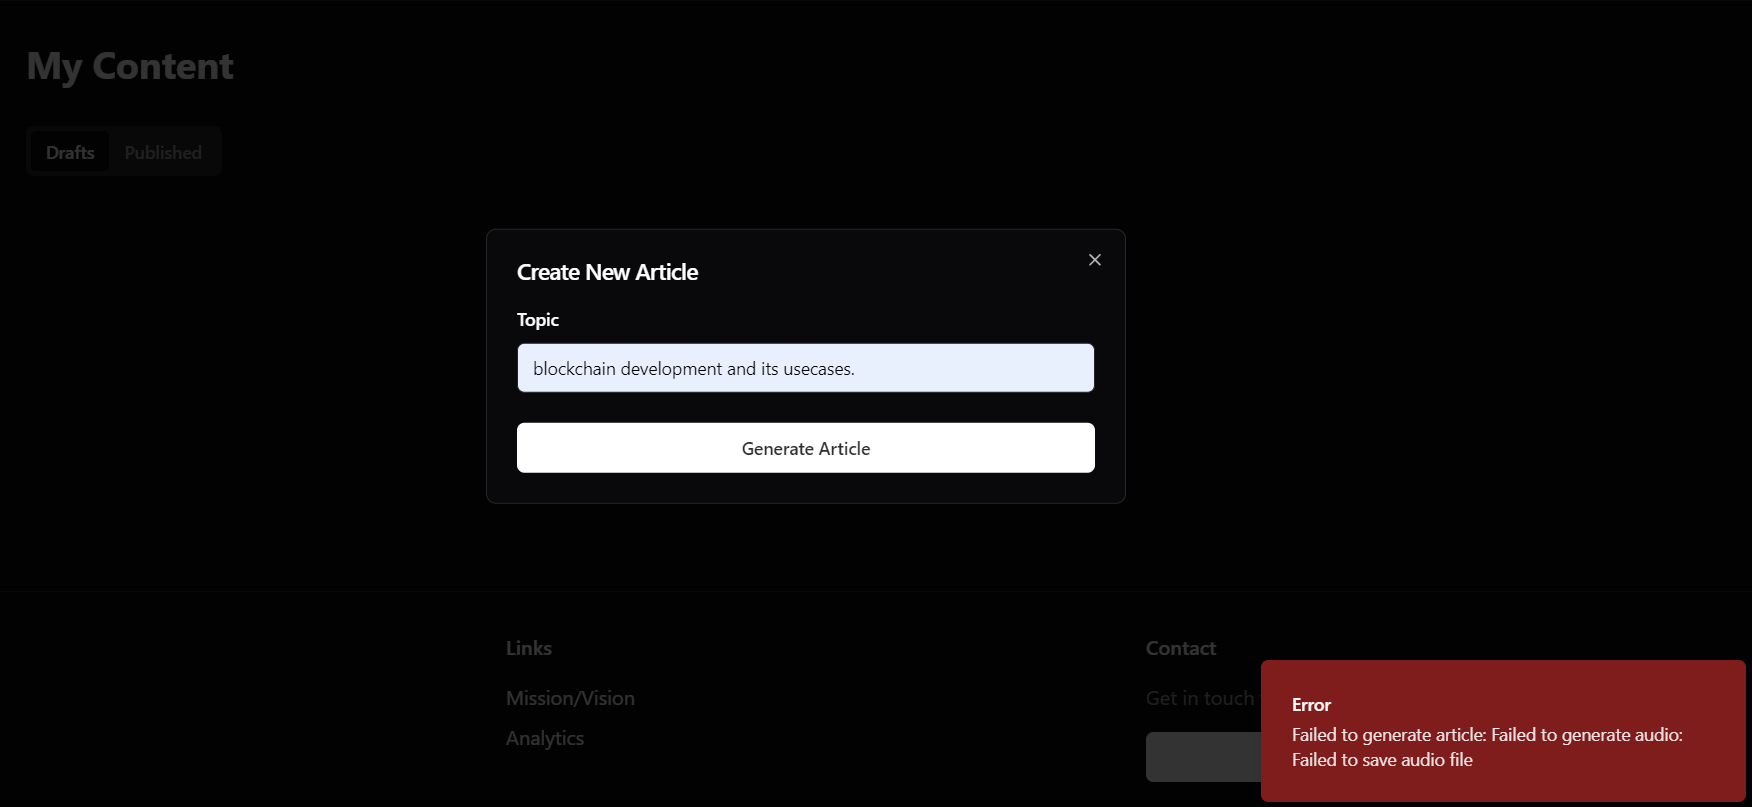 My Content
Drafts Published
Create New Article
Topic
blockchain development and its usecases.
Generate Article
Links
Mission/Vision
Analytics
Contact
Get in touch
Error
Failed to generate article: Failed to generate audio:
Failed to save audio file